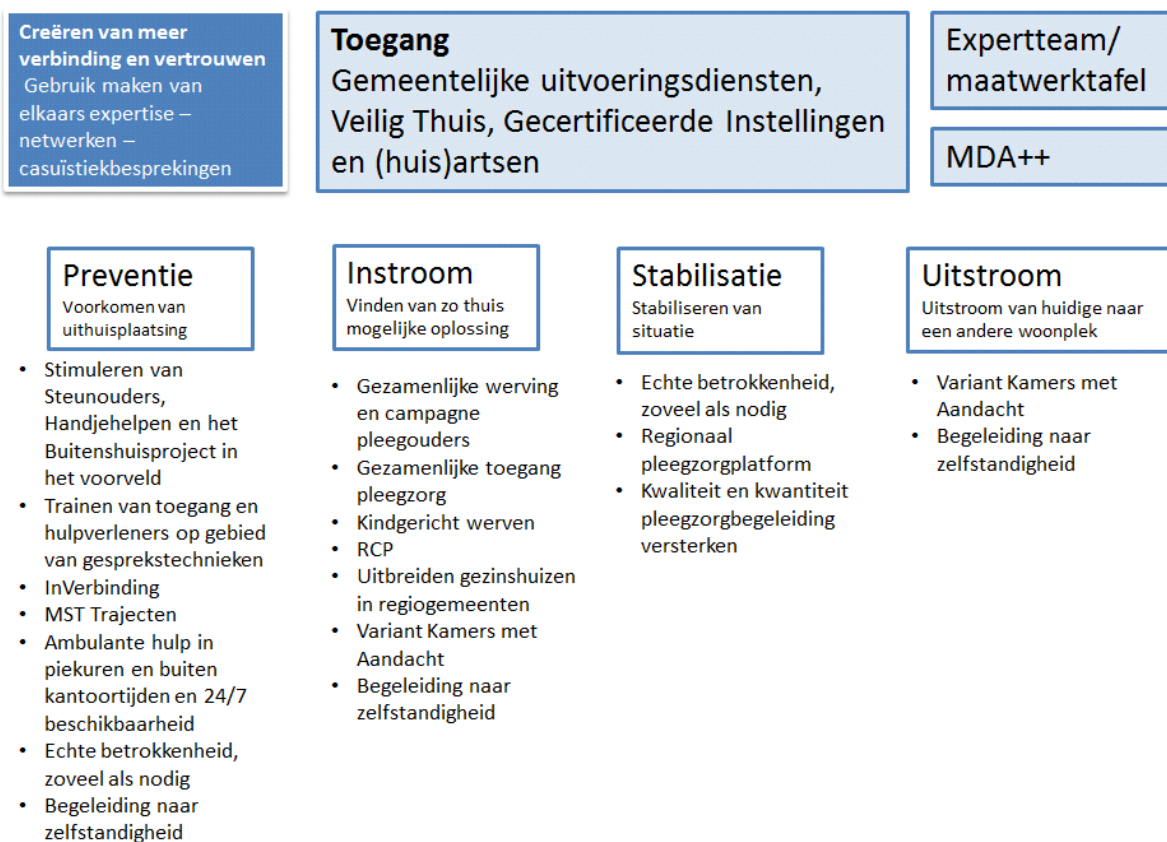 Creëren van meer
verbinding en vertrouwen
Gebruik maken van
elkaars expertise –
netwerken –
casuïstiekbesprekingen
Toegang
Gemeentelijke uitvoeringsdiensten,
Veilig Thuis, Gecertificeerde Instellingen
en (huis)artsen
Expertteam/
maatwerktafel
MDA++
Preventie
Voorkomen van
uithuisplaatsing
• Stimuleren van
Steunouders,
Handjehelpen en het
Buitenshuisproject in
het voorveld
• Trainen van toegang en
hulpverleners op gebied
van gesprekstechnieken
• InVerbinding
• MST Trajecten
• Ambulante hulp in
piekuren en buiten
kantoortijden en 24/7
beschikbaarheid
• Echte betrokkenheid,
zoveel als nodig
• Begeleiding naar
zelfstandigheid
Instroom
Vinden van zo thuis
mogelijke oplossing
• Gezamenlijke werving
en campagne
pleegouders
• Gezamenlijke toegang
pleegzorg
• Kindgericht werven
• RCP
• Uitbreiden gezinshuizen
in regiogemeenten
• Variant Kamers met
Aandacht
• Begeleiding naar
zelfstandigheid
Stabilisatie
Stabiliseren van
situatie
• Echte betrokkenheid,
zoveel als nodig
• Regionaal
pleegzorgplatform
• Kwaliteit en kwantiteit
pleegzorgbegeleiding
versterken
Uitstroom
Uitstroom van huidige naar
een andere woonplek
• Variant Kamers met
Aandacht
• Begeleiding naar
zelfstandigheid